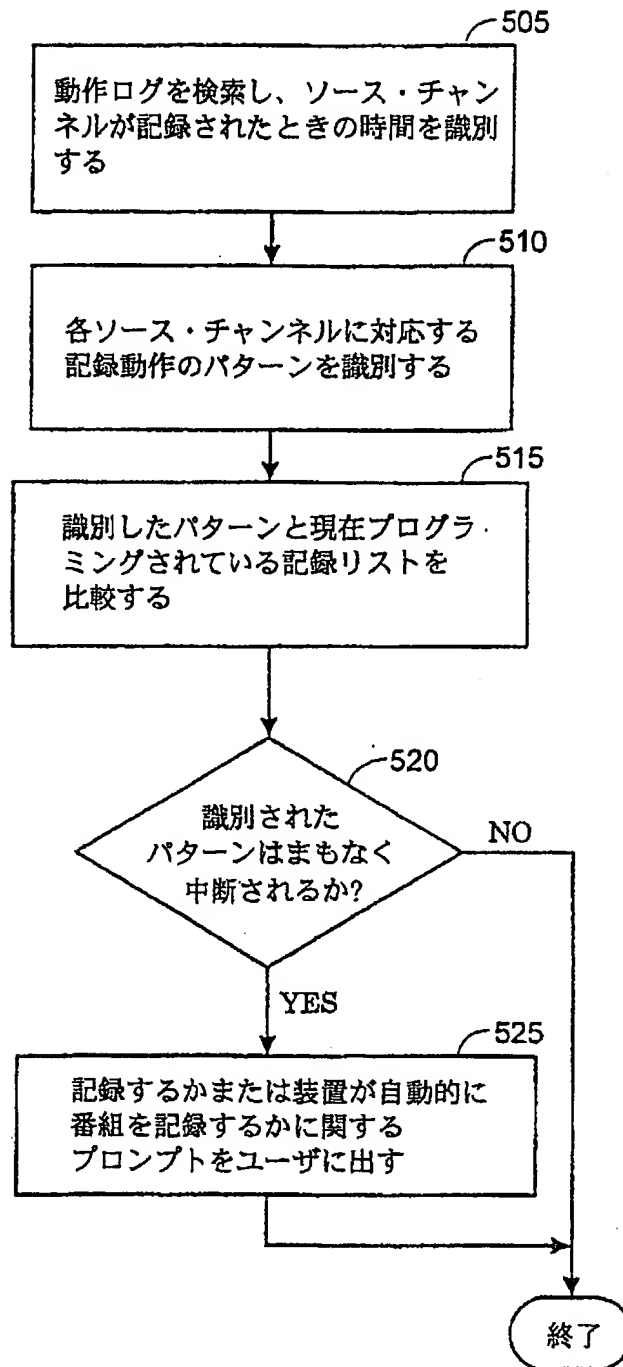 505
動作ログを検索し、ソース・チャン
ネルが記録されたときの時間を識別
する
510
各ソース・チャンネルに対応する
記録動作のパターンを識別する
515
識別したパターンと現在プログラ
ミングされている記録リストを
比較する
520
識別された
パターンはまもなく
中断されるか?
NO
YES
525
記録するかまたは装置が自動的に
番組を記録するかに関する
プロンプトをユーザに出す
終了